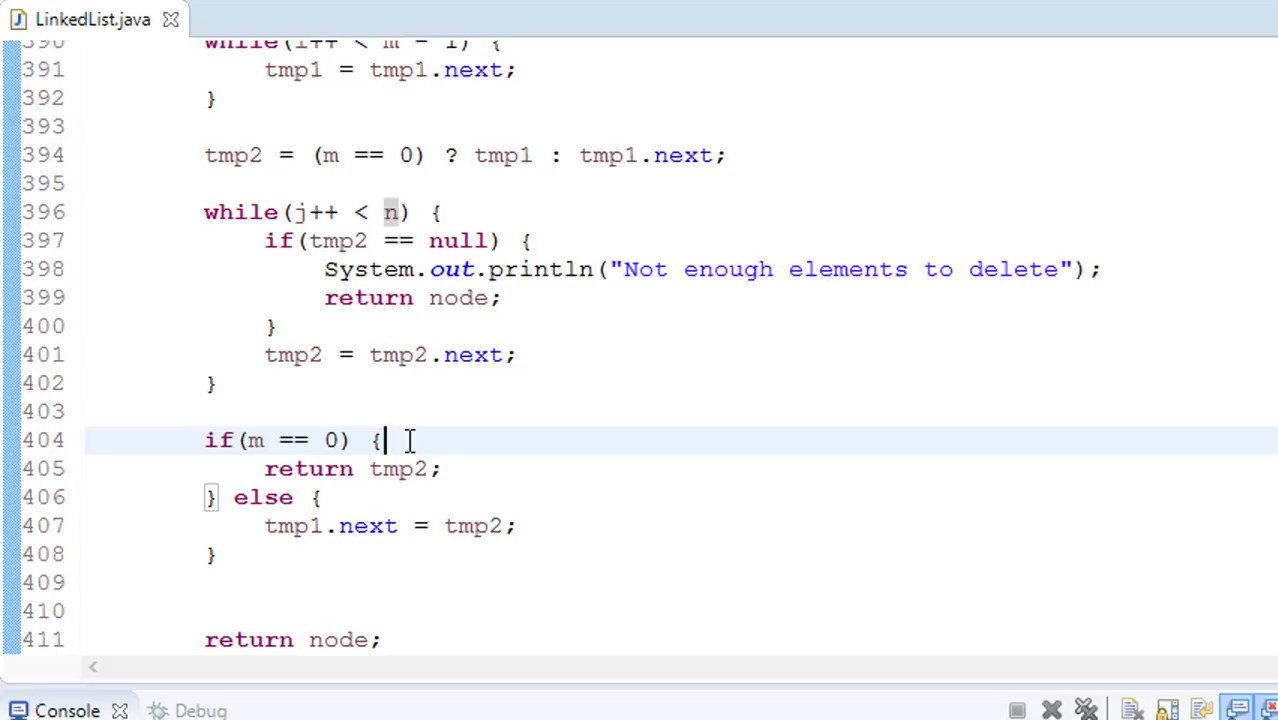 LinkedList.java
390 while(i++ < m - 1) {
391 tmp1 = tmp1.next;
392 }
393
394 tmp2 = (m == 0) ? tmp1 : tmp1.next;
395
396 while(j++ < n) {
397 if(tmp2 == null) {
398 System.out.println("Not enough elements to delete");
399 return node;
400 }
401 tmp2 = tmp2.next;
402 }
403
404 if(m == 0) {
405 return tmp2;
406 } else {
407 tmp1.next = tmp2;
408 }
409
410
411 return node;
Console Debug